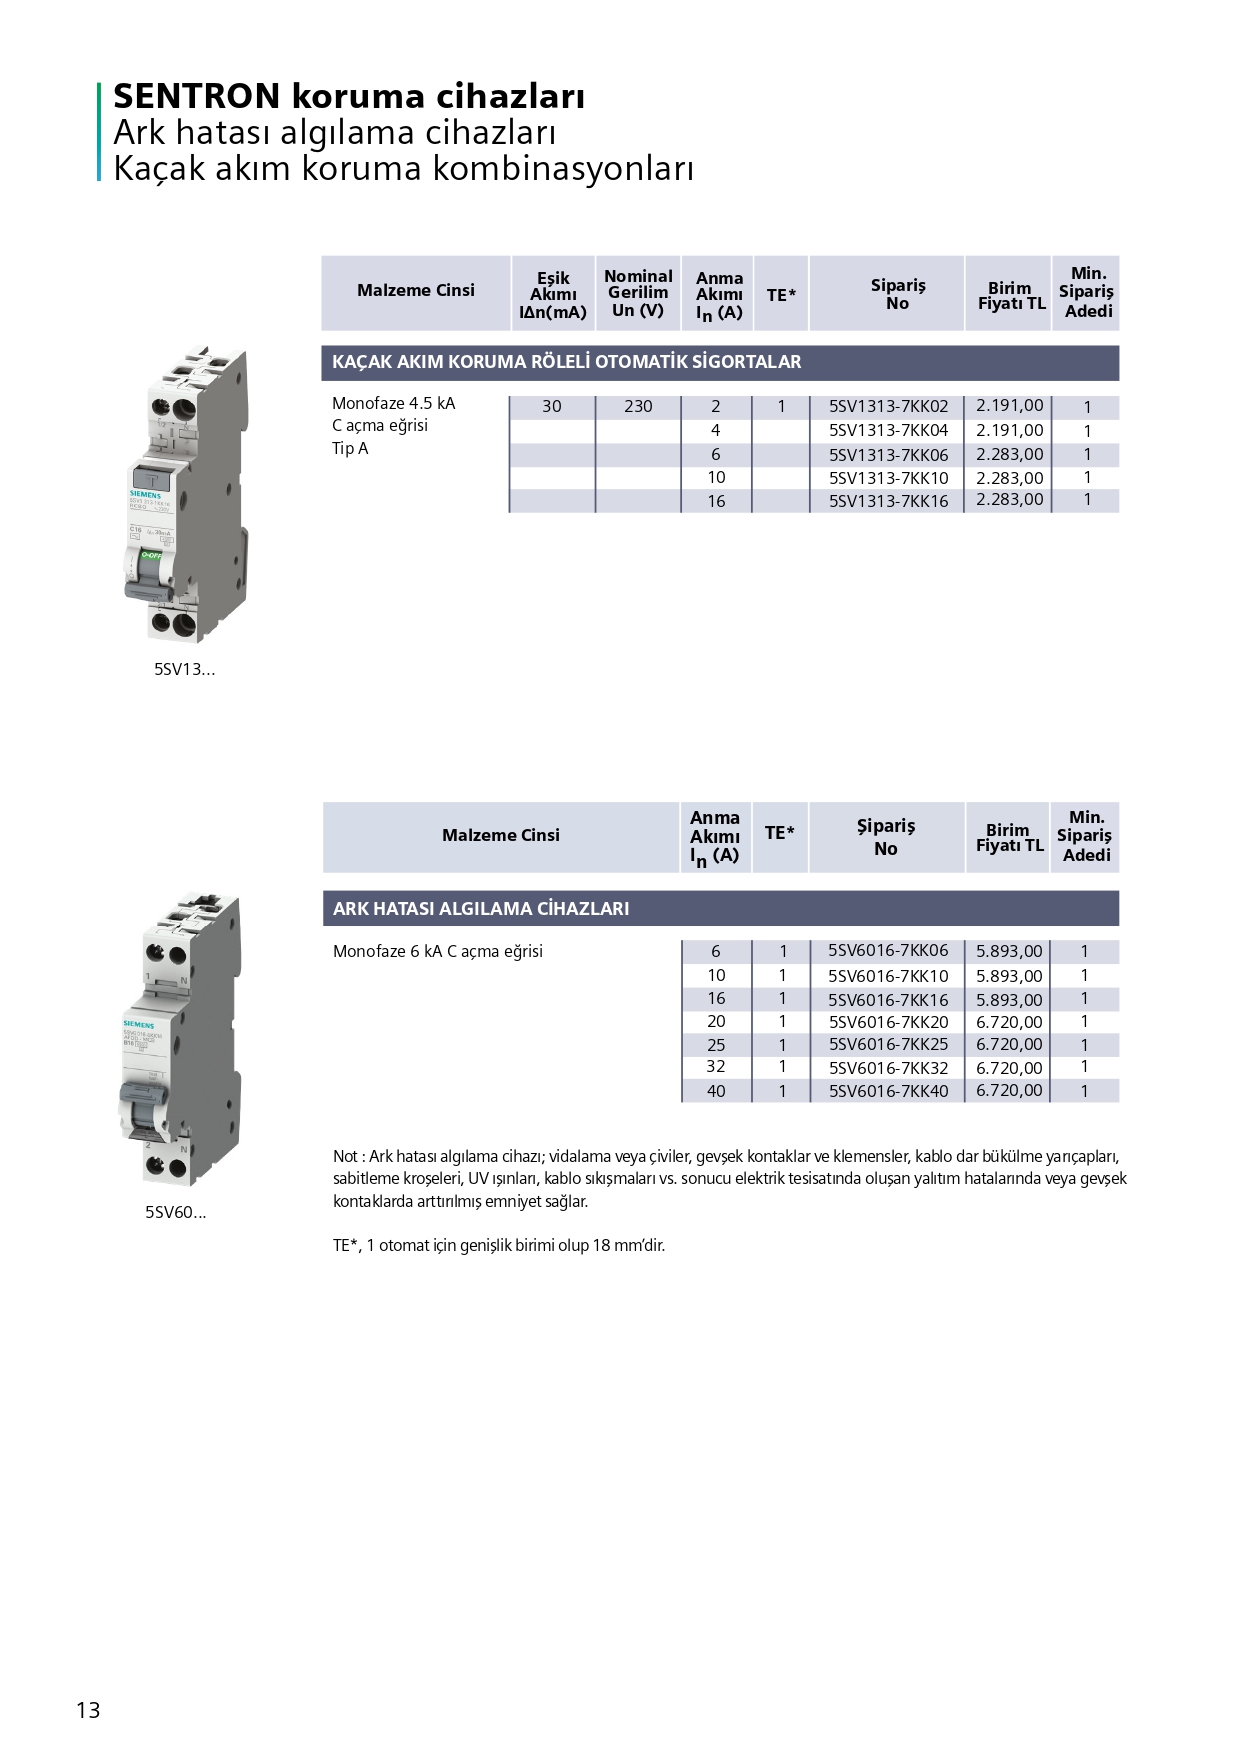 SENTRON koruma cihazları
Ark hatası algılama cihazları
Kaçak akım koruma kombinasyonları
Malzeme Cinsi Eşik Akımı I∆n(mA) Nominal Gerilim Un (V) Anma Akımı In (A) TE* Sipariş No Birim Fiyatı TL Min. Sipariş Adedi
KAÇAK AKIM KORUMA RÖLELİ OTOMATİK SİGORTALAR
Monofaze 4.5 kA 30 230 2 1 5SV1313-7KK02 2.191,00 1
C açma eğrisi 4 5SV1313-7KK04 2.191,00 1
Tip A 6 5SV1313-7KK06 2.283,00 1
10 5SV1313-7KK10 2.283,00 1
16 5SV1313-7KK16 2.283,00 1
SIEMENS
C16
O-OFF
5SV13...
Malzeme Cinsi Anma Akımı In (A) TE* Şipariş No Birim Fiyatı TL Min. Sipariş Adedi
ARK HATASI ALGILAMA CİHAZLARI
Monofaze 6 kA C açma eğrisi 6 1 5SV6016-7KK06 5.893,00 1
10 1 5SV6016-7KK10 5.893,00 1
16 1 5SV6016-7KK16 5.893,00 1
20 1 5SV6016-7KK20 6.720,00 1
25 1 5SV6016-7KK25 6.720,00 1
32 1 5SV6016-7KK32 6.720,00 1
40 1 5SV6016-7KK40 6.720,00 1
1 N
SIEMENS
B16
2 N
5SV60...
Not : Ark hatası algılama cihazı; vidalama veya çiviler, gevşek kontaklar ve klemensler, kablo dar bükülme yarıçapları,
sabitleme kroşeleri, UV ışınları, kablo sıkışmaları vs. sonucu elektrik tesisatında oluşan yalıtım hatalarında veya gevşek
kontaklarda arttırılmış emniyet sağlar.
TE*, 1 otomat için genişlik birimi olup 18 mm’dir.
13